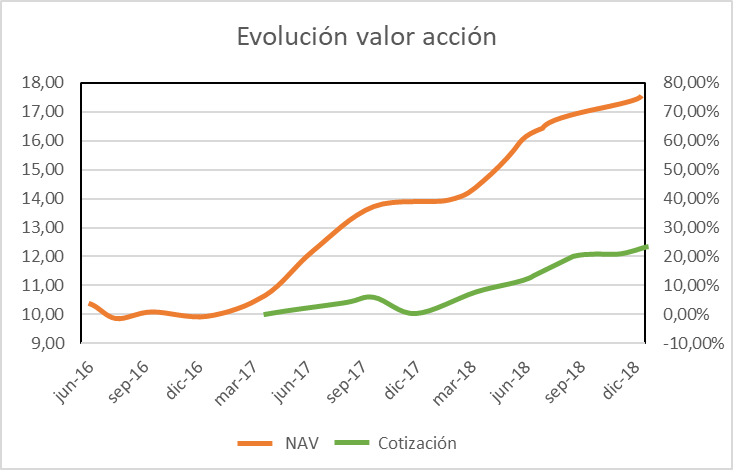 Evolución valor acción
18,00
17,00
16,00
15,00
14,00
13,00
12,00
11,00
10,00
9,00
80,00%
70,00%
60,00%
50,00%
40,00%
30,00%
20,00%
10,00%
0,00%
-10,00%
jun-16
sep-16
dic-16
mar-17
jun-17
sep-17
dic-17
mar-18
jun-18
sep-18
dic-18
NAV
Cotización